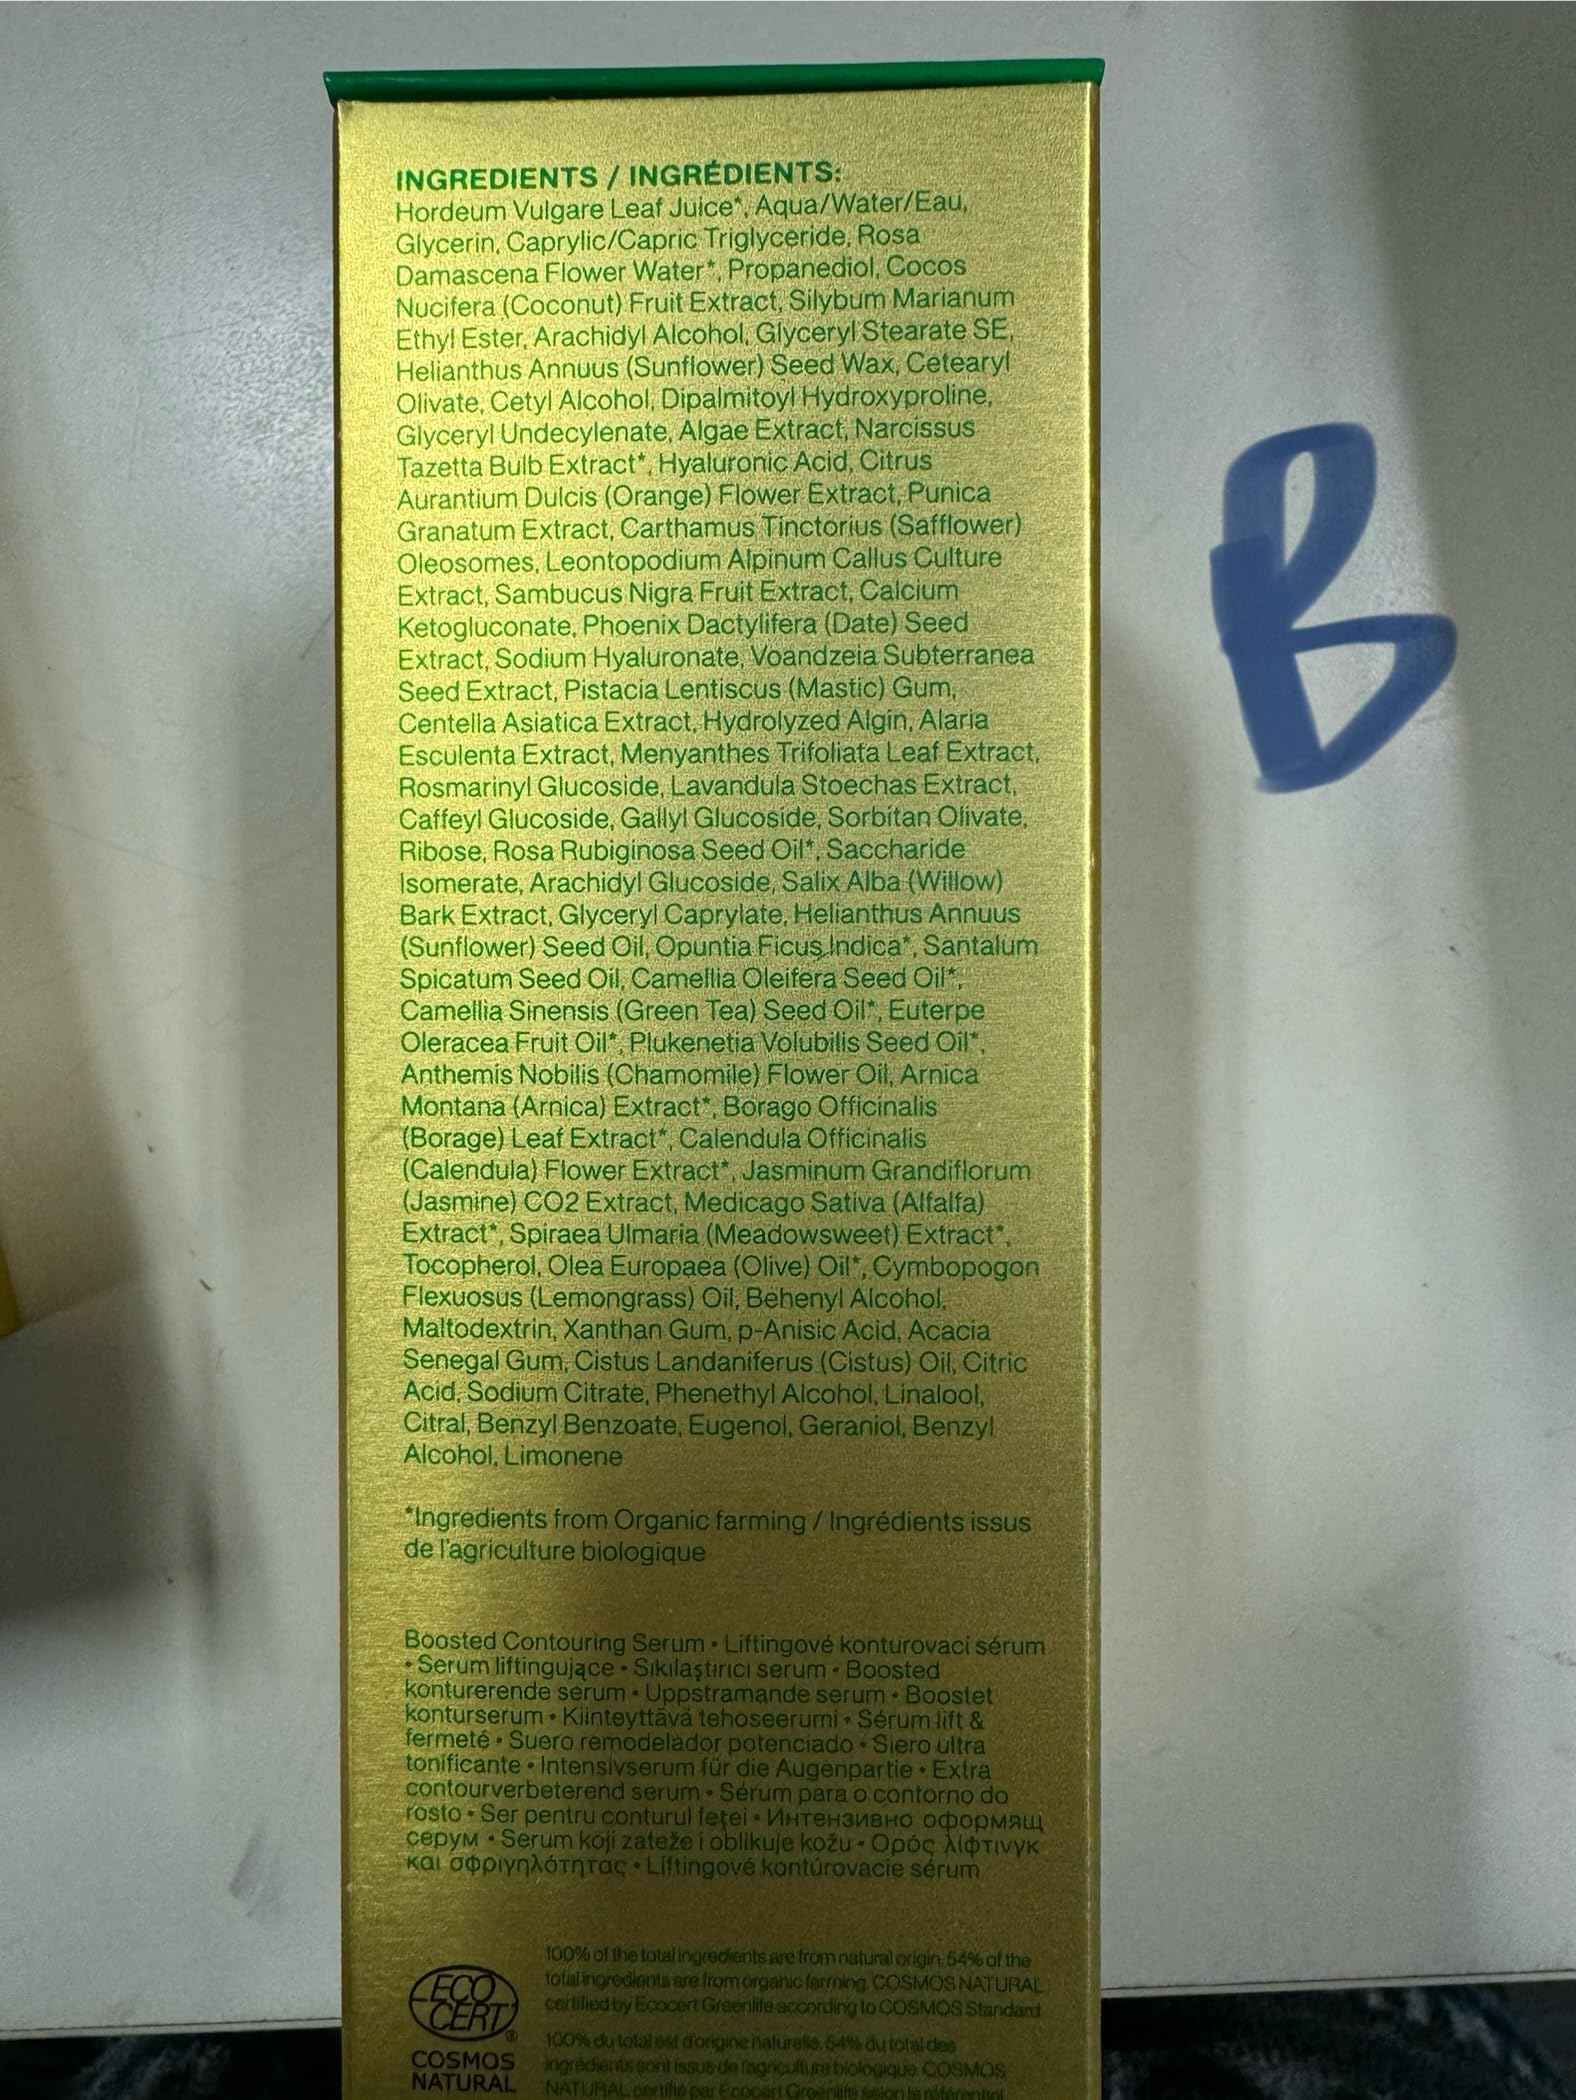 INGREDIENTS / INGRÉDIENTS:
Hordeum Vulgare Leaf Juice*, Aqua/Water/Eau,
Glycerin, Caprylic/Capric Triglyceride, Rosa
Damascena Flower Water*, Propanediol, Cocos
Nucifera (Coconut) Fruit Extract, Silybum Marianum
Ethyl Ester, Arachidyl Alcohol, Glyceryl Stearate SE,
Helianthus Annuus (Sunflower) Seed Wax, Cetearyl
Olivate, Cetyl Alcohol, Dipalmitoyl Hydroxyproline,
Glyceryl Undecylenate, Algae Extract, Narcissus
Tazetta Bulb Extract*, Hyaluronic Acid, Citrus
Aurantium Dulcis (Orange) Flower Extract, Punica
Granatum Extract, Carthamus Tinctorius (Safflower)
Oleosomes, Leontopodium Alpinum Callus Culture
Extract, Sambucus Nigra Fruit Extract, Calcium
Ketogluconate, Phoenix Dactylifera (Date) Seed
Extract, Sodium Hyaluronate, Voandzeia Subterranea
Seed Extract, Pistacia Lentiscus (Mastic) Gum,
Centella Asiatica Extract, Hydrolyzed Algin, Alaria
Esculenta Extract, Menyanthes Trifoliata Leaf Extract,
Rosmarinyl Glucoside, Lavandula Stoechas Extract,
Caffeyl Glucoside, Gallyl Glucoside, Sorbitan Olivate,
Ribose, Rosa Rubiginosa Seed Oil*, Saccharide
Isomerate, Arachidyl Glucoside, Salix Alba (Willow)
Bark Extract, Glyceryl Caprylate, Helianthus Annuus
(Sunflower) Seed Oil, Opuntia Ficus Indica*, Santalum
Spicatum Seed Oil, Camellia Oleifera Seed Oil*,
Camellia Sinensis (Green Tea) Seed Oil*, Euterpe
Oleracea Fruit Oil*, Plukenetia Volubilis Seed Oil*,
Anthemis Nobilis (Chamomile) Flower Oil, Arnica
Montana (Arnica) Extract*, Borago Officinalis
(Borage) Leaf Extract*, Calendula Officinalis
(Calendula) Flower Extract*, Jasminum Grandiflorum
(Jasmine) CO2 Extract, Medicago Sativa (Alfalfa)
Extract*, Spiraea Ulmaria (Meadowsweet) Extract*,
Tocopherol, Olea Europaea (Olive) Oil*, Cymbopogon
Flexuosus (Lemongrass) Oil, Behenyl Alcohol,
Maltodextrin, Xanthan Gum, p-Anisic Acid, Acacia
Senegal Gum, Cistus Landaniferus (Cistus) Oil, Citric
Acid, Sodium Citrate, Phenethyl Alcohol, Linalool,
Citral, Benzyl Benzoate, Eugenol, Geraniol, Benzyl
Alcohol, Limonene
*Ingredients from Organic farming / Ingrédients issus
de l'agriculture biologique
Boosted Contouring Serum • Liftingové konturovací sérum
• Serum liftingujące • Sıkılaştırıcı serum • Boosted
konturerende serum • Uppstramande serum • Boostet
konturserum • Kiinteyttävä tehoseerumi • Sérum lift &
fermeté • Suero remodelador potenciado • Siero ultra
tonificante • Intensivserum für die Augenpartie • Extra
contourverbeterend serum • Sérum para o contorno do
rosto • Ser pentru conturul feței • Интензивно оформящ
серум • Serum koji zateže i oblikuje kožu • Ορός λίφτινγκ
και σφριγηλότητας • Liftingové kontúrovacie sérum
ECO
CERT®
COSMOS
NATURAL
100% of the total ingredients are from natural origin. 54% of the
total ingredients are from organic farming. COSMOS NATURAL
certified by Ecocert Greenlife according to COSMOS Standard.
100% du total est d'origine naturelle. 54% du total des
ingrédients sont issus de l'agriculture biologique. COSMOS
NATURAL certifié par Ecocert Greenlife selon le référentiel
B